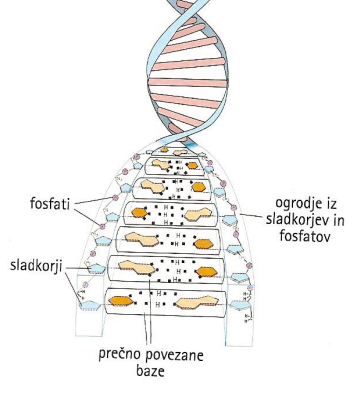 fosfati
ogrodje iz
sladkorjev in
fosfatov
sladkorji
prečno povezane
baze